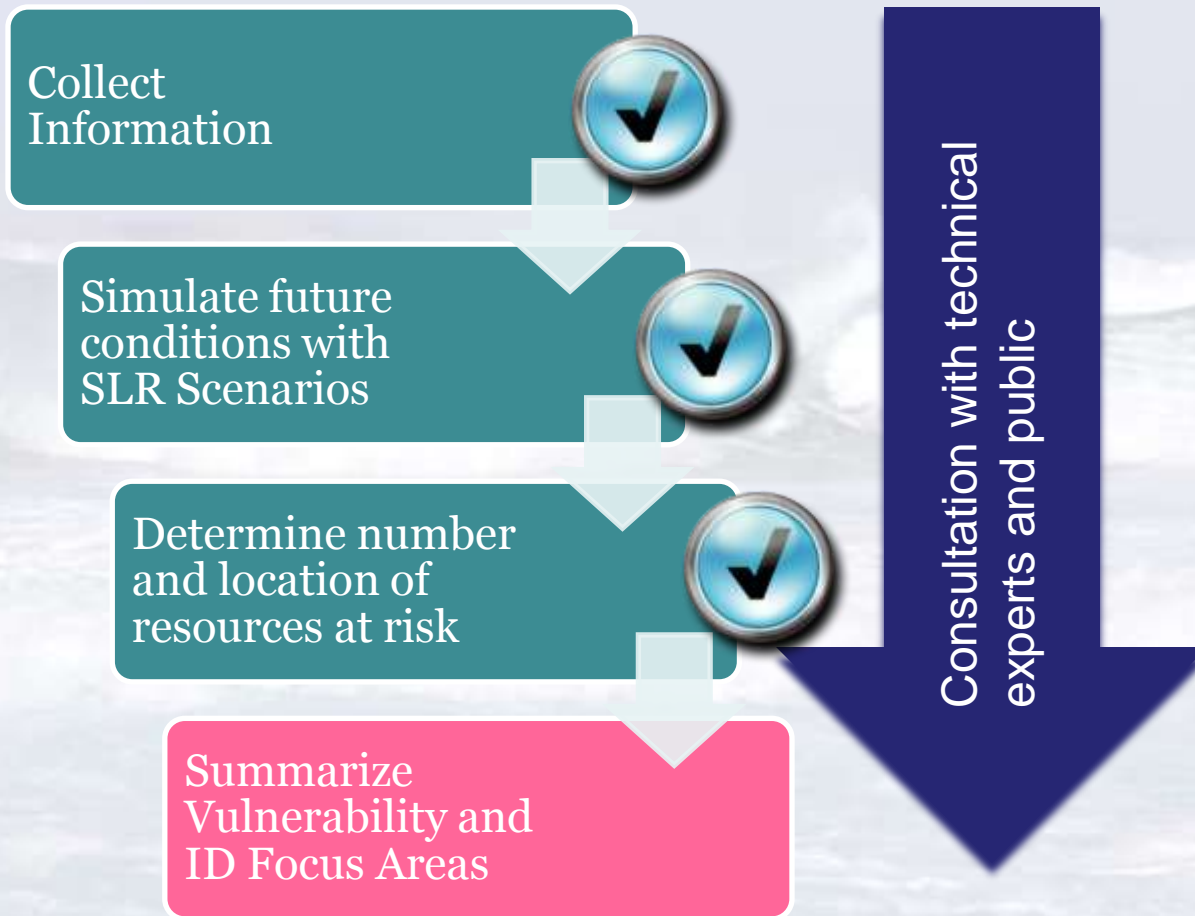 Collect
Information
Simulate future
conditions with
SLR Scenarios
Determine number
and location of
resources at risk
Summarize
Vulnerability and
ID Focus Areas
Consultation with technical
experts and public